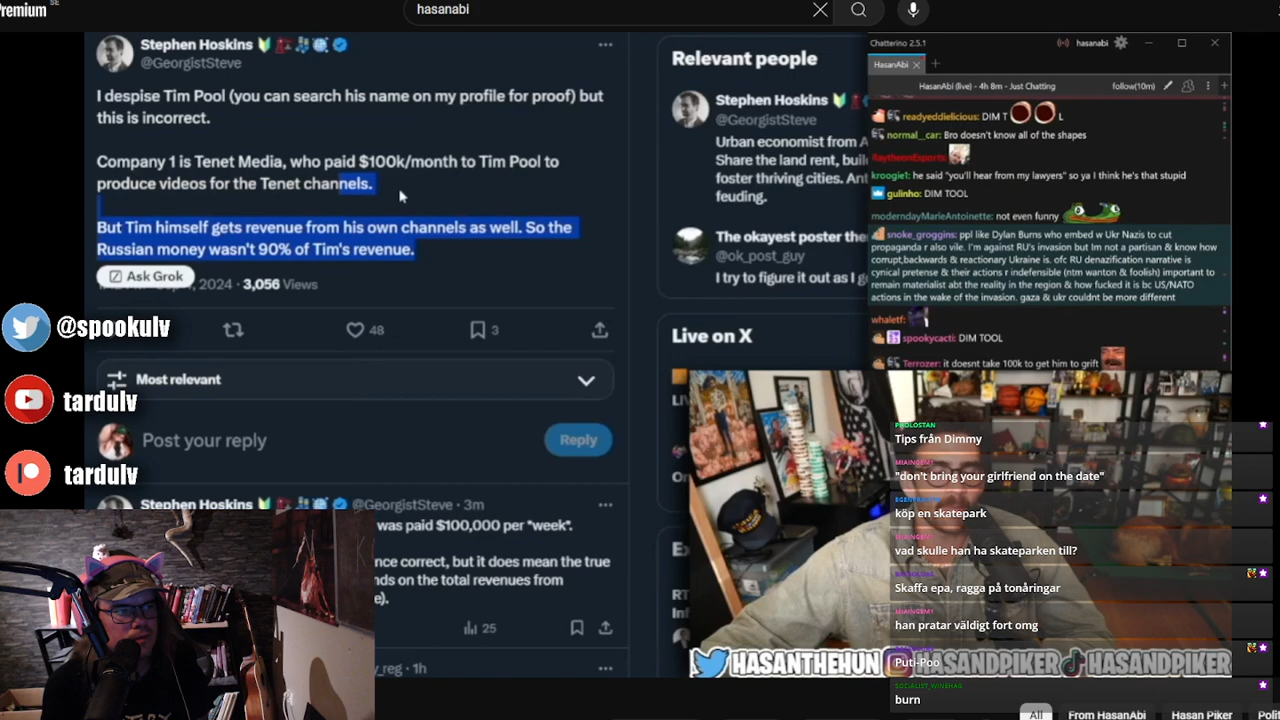 Premium SE
hasanabi
Stephen Hoskins
@GeorgistSteve
I despise Tim Pool (you can search his name on my profile for proof) but
this is incorrect.
Company 1 is Tenet Media, who paid $100k/month to Tim Pool to
produce videos for the Tenet channels.
But Tim himself gets revenue from his own channels as well. So the
Russian money wasn't 90% of Tim's revenue.
Ask Grok
2024 · 3,056 Views
48
3
Most relevant
Post your reply
Reply
Stephen Hoskins @GeorgistSteve · 3m
was paid $100,000 per *week*.
nce correct, but it does mean the true
nds on the total revenues from
e).
25
y_reg · 1h
Relevant people
Stephen Hoskins
@GeorgistSteve
Urban economist from A
Share the land rent, buil
foster thriving cities. Ant
feuding.
The okayest poster the
@ok_post_guy
I try to figure it out as I g
Live on X
Chatterino 2.5.1
hasanabi
HasanAbi
HasanAbi (live) - 4h 8m - Just Chatting
follow(10m)
readyeddielicious: DIM T L
normal__car: Bro doesn't know all of the shapes
RaytheonEsports:
kroogie1: he said "you'll hear from my lawyers" so ya I think he's that stupid
gulinho: DIM TOOL
moderndayMarieAntoinette: not even funny
snoke_groggins: ppl like Dylan Burns who embed w Ukr Nazis to cut
propaganda r also vile. I'm against RU's invasion but Im not a partisan & know how
corrupt,backwards & reactionary Ukraine is. ofc RU denazification narrative is
cynical pretense & their actions r indefensible (ntm wanton & foolish) important to
remain materialist abt the reality in the region & how fucked it is bc US/NATO
actions in the wake of the invasion. gaza & ukr couldnt be more different
whaletf:
spookycacti: DIM TOOL
Terrozer: it doesnt take 100k to get him to grift
@spookulv
tardulv
tardulv
Tips från Dimmy
"don't bring your girlfriend on the date"
köp en skatepark
vad skulle han ha skateparken till?
Skaffa epa, ragga på tonåringar
han pratar väldigt fort omg
Puti-Poo
burn
HASANTHEHUN HASANDPIKER HASANDPIKER
All From HasanAbi Hasan Piker Polit